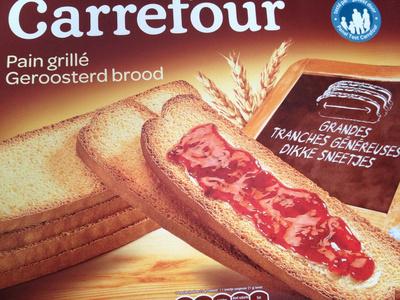 Carrefour
Pain grillé
Geroosterd brood
GRANDES
TRANCHES GÉNÉREUSES
DIKKE SNEETJES